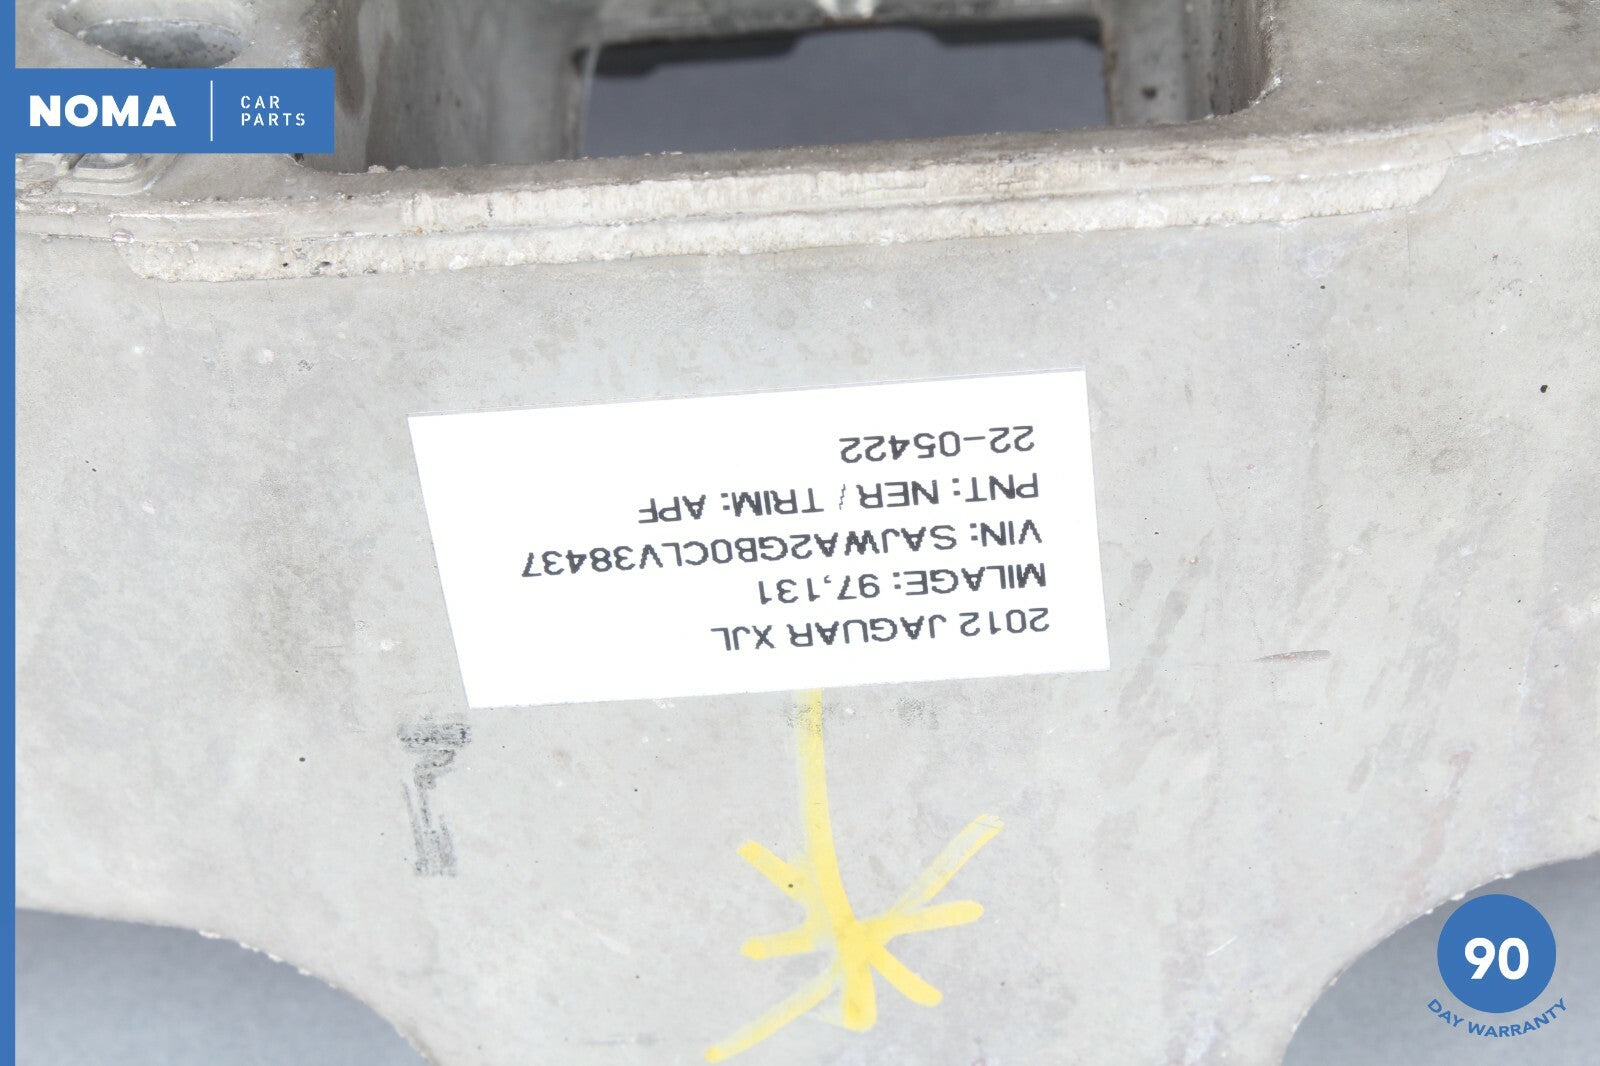 NOMA
CAR
PARTS
2012 JAGUAR XJL
MILAGE: 97,131
VIN: SAJWA2GB0CLV38437
PNT: NER / TRIM: APF
22-05422
90
DAY WARRANTY